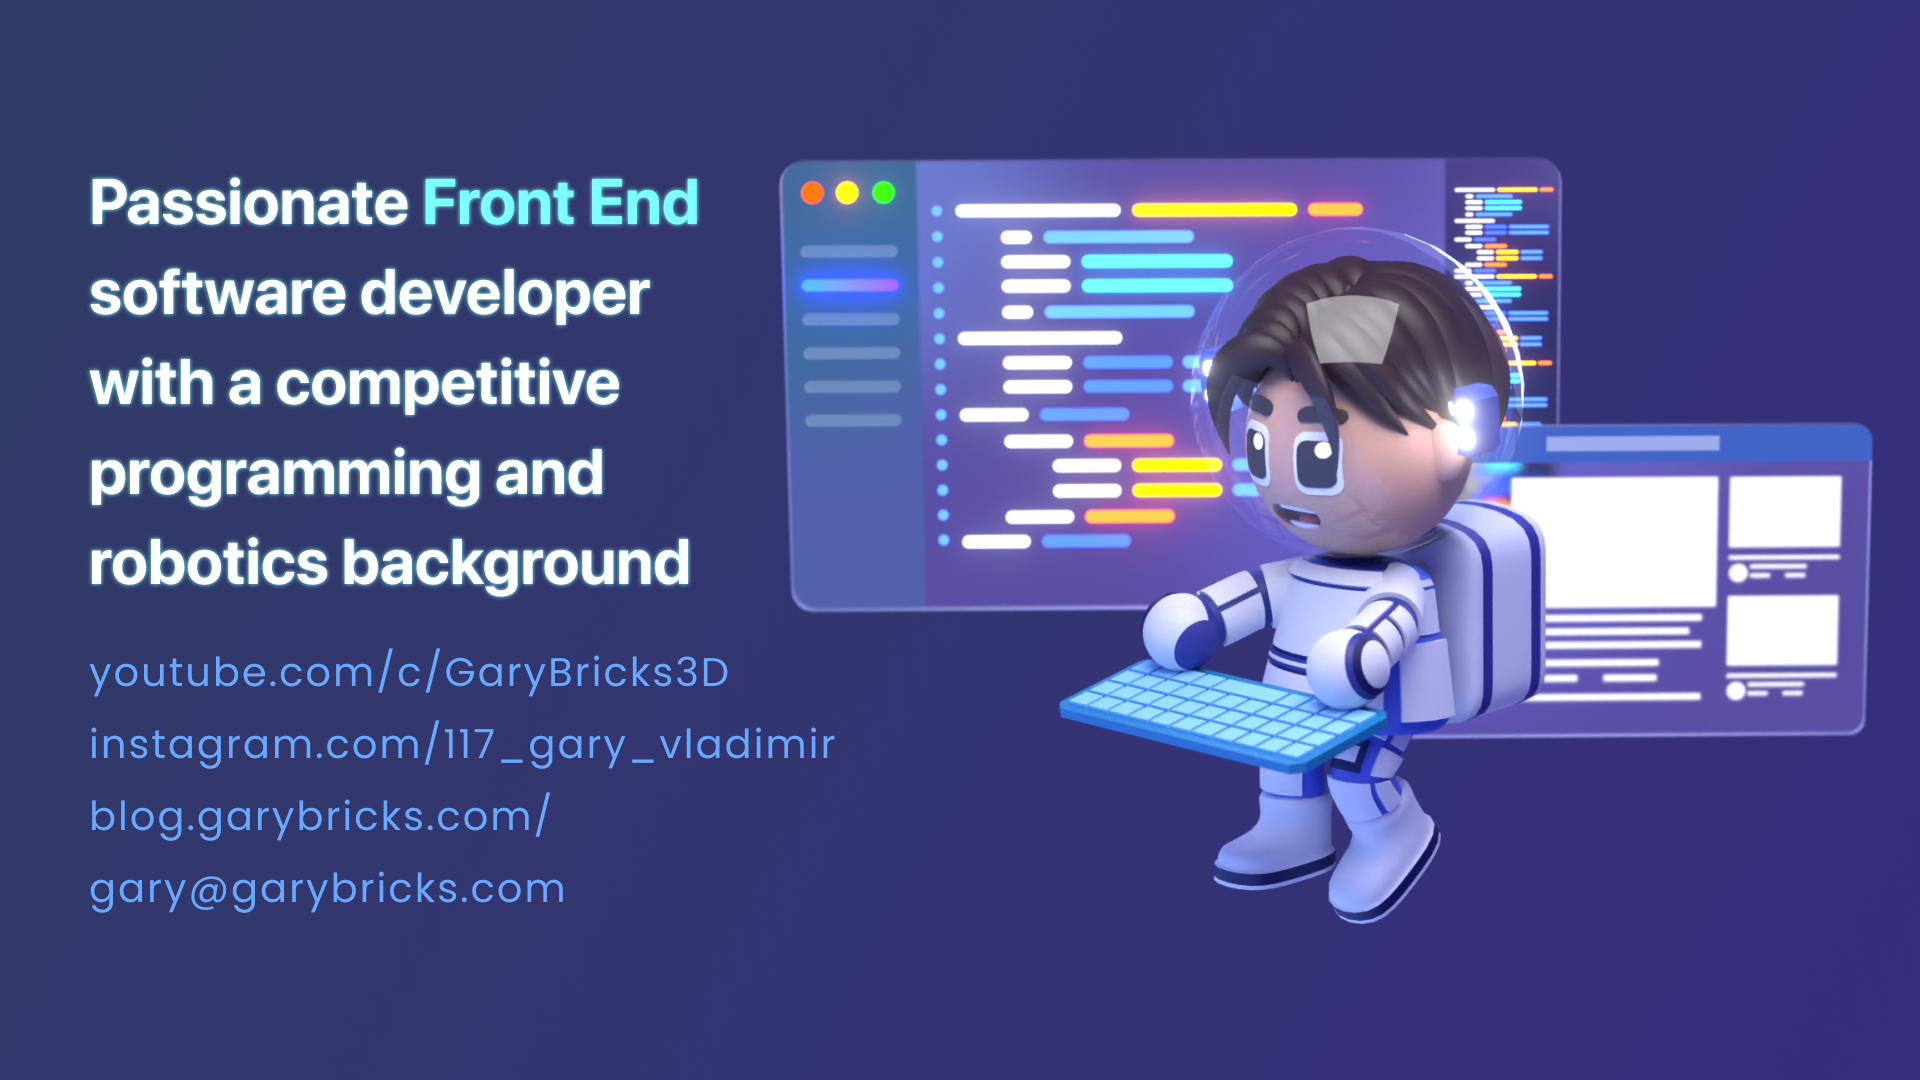 Passionate Front End
software developer
with a competitive
programming and
robotics background
youtube.com/c/GaryBricks3D
instagram.com/117_gary_vladimir
blog.garybricks.com/
gary@garybricks.com